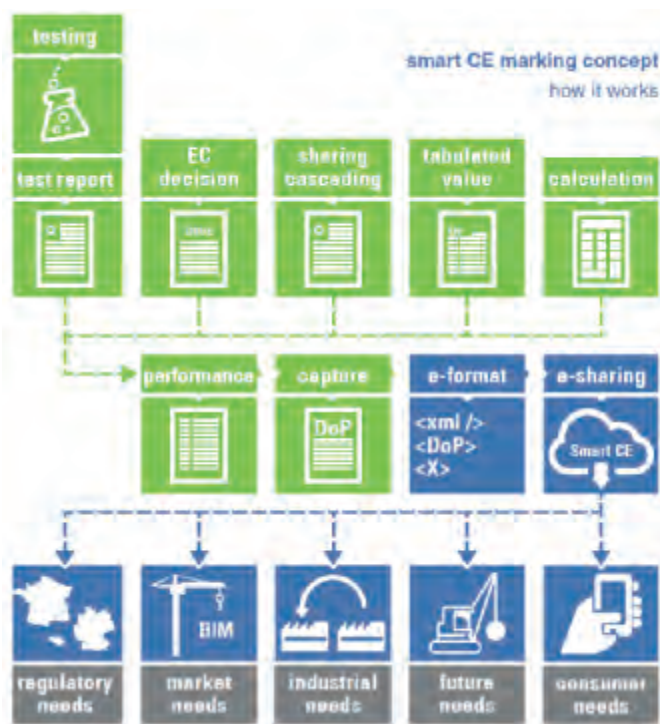 testing
smart CE marking concept
how it works
test report
EC
decision
sharing
cascading
tabulated
value
calculation
performance
capture
e-format
e-sharing
DoP
<xml />
<DoP>
<X>
Smart CE
BIM
regulatory
needs
market
needs
industrial
needs
future
needs
consumer
needs